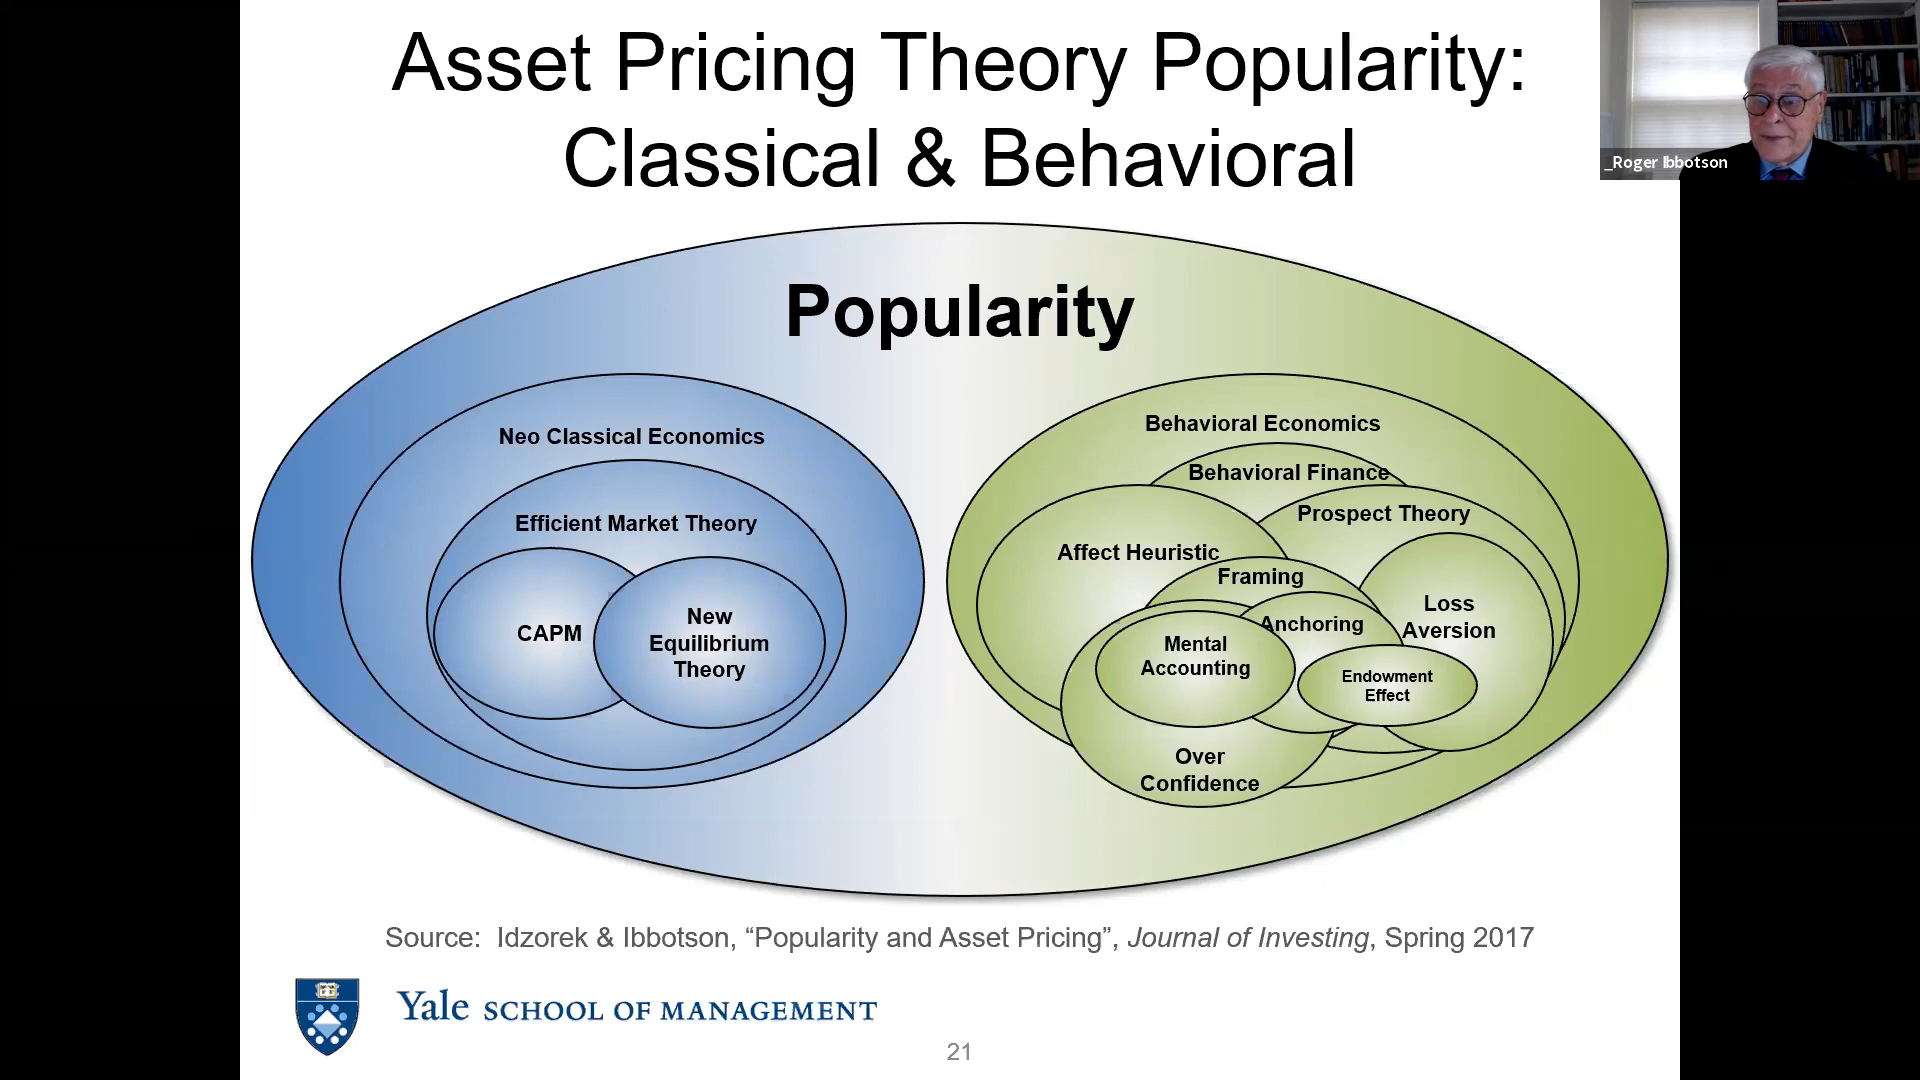 Asset Pricing Theory Popularity:
Classical & Behavioral
_Roger Ibbotson
Popularity
Neo Classical Economics
Efficient Market Theory
CAPM
New
Equilibrium
Theory
Behavioral Economics
Behavioral Finance
Prospect Theory
Affect Heuristic
Framing
Loss
Aversion
Anchoring
Mental
Accounting
Endowment
Effect
Over
Confidence
Source: Idzorek & Ibbotson, “Popularity and Asset Pricing”, Journal of Investing, Spring 2017
Yale SCHOOL OF MANAGEMENT
21